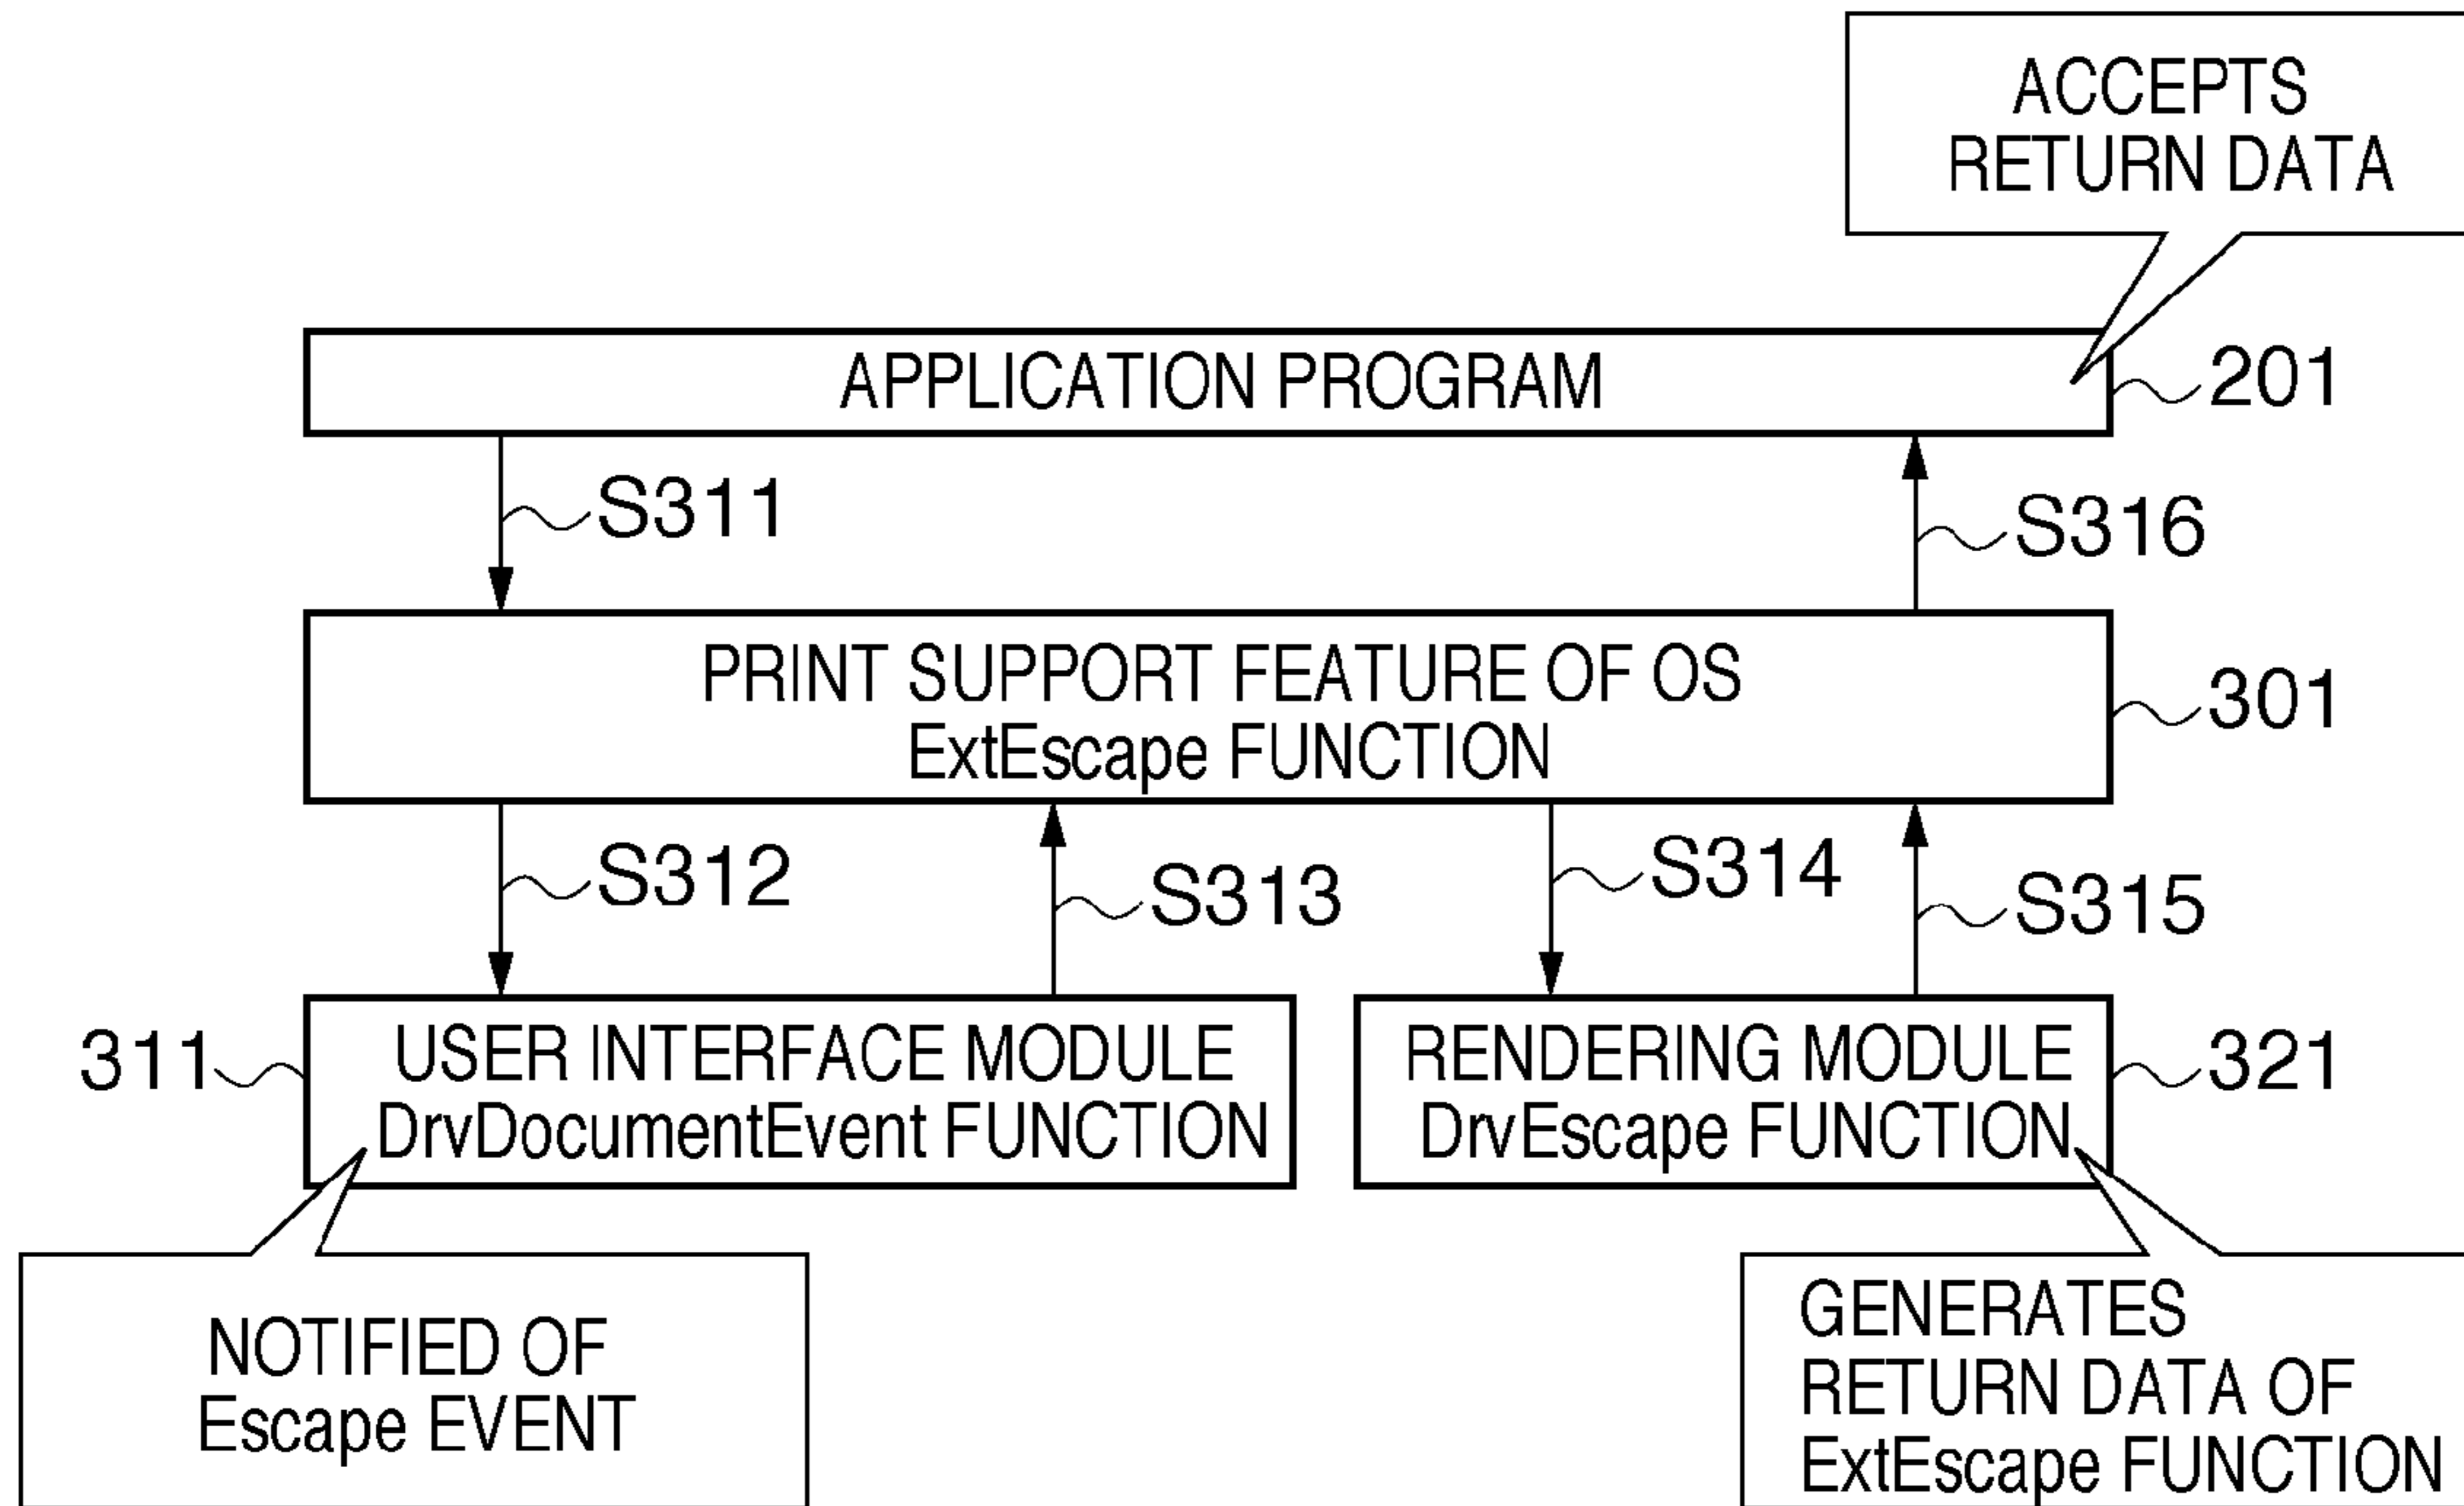 ACCEPTS
RETURN DATA
APPLICATION PROGRAM
201
S311
S316
PRINT SUPPORT FEATURE OF OS
ExtEscape FUNCTION
301
S312
S313
S314
S315
311
USER INTERFACE MODULE
DrvDocumentEvent FUNCTION
RENDERING MODULE
DrvEscape FUNCTION
321
NOTIFIED OF
Escape EVENT
GENERATES
RETURN DATA OF
ExtEscape FUNCTION